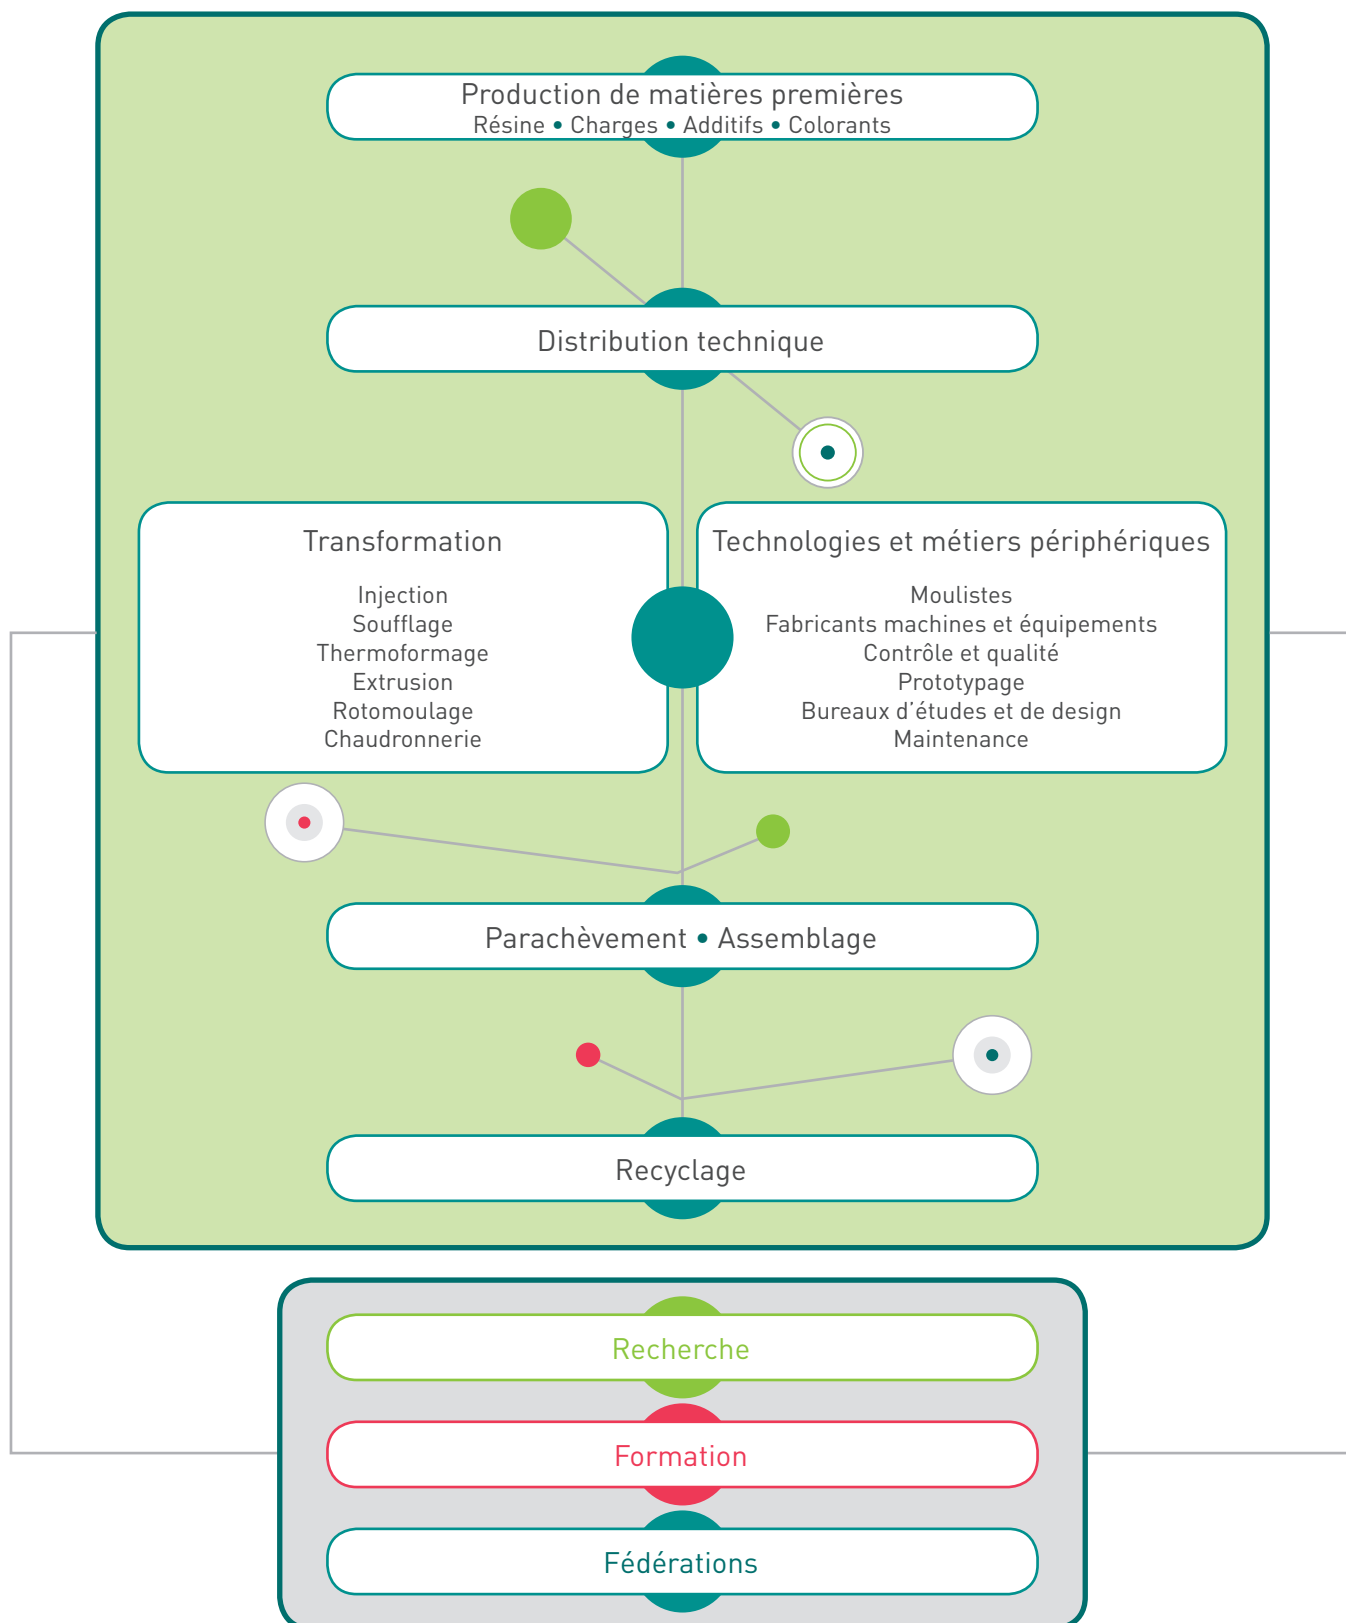 Production de matières premières
Résine • Charges • Additifs • Colorants
Distribution technique
Transformation
Injection
Soufflage
Thermoformage
Extrusion
Rotomoulage
Chaudronnerie
Technologies et métiers périphériques
Moulistes
Fabricants machines et équipements
Contrôle et qualité
Prototypage
Bureaux d’études et de design
Maintenance
Parachèvement • Assemblage
Recyclage
Recherche
Formation
Fédérations